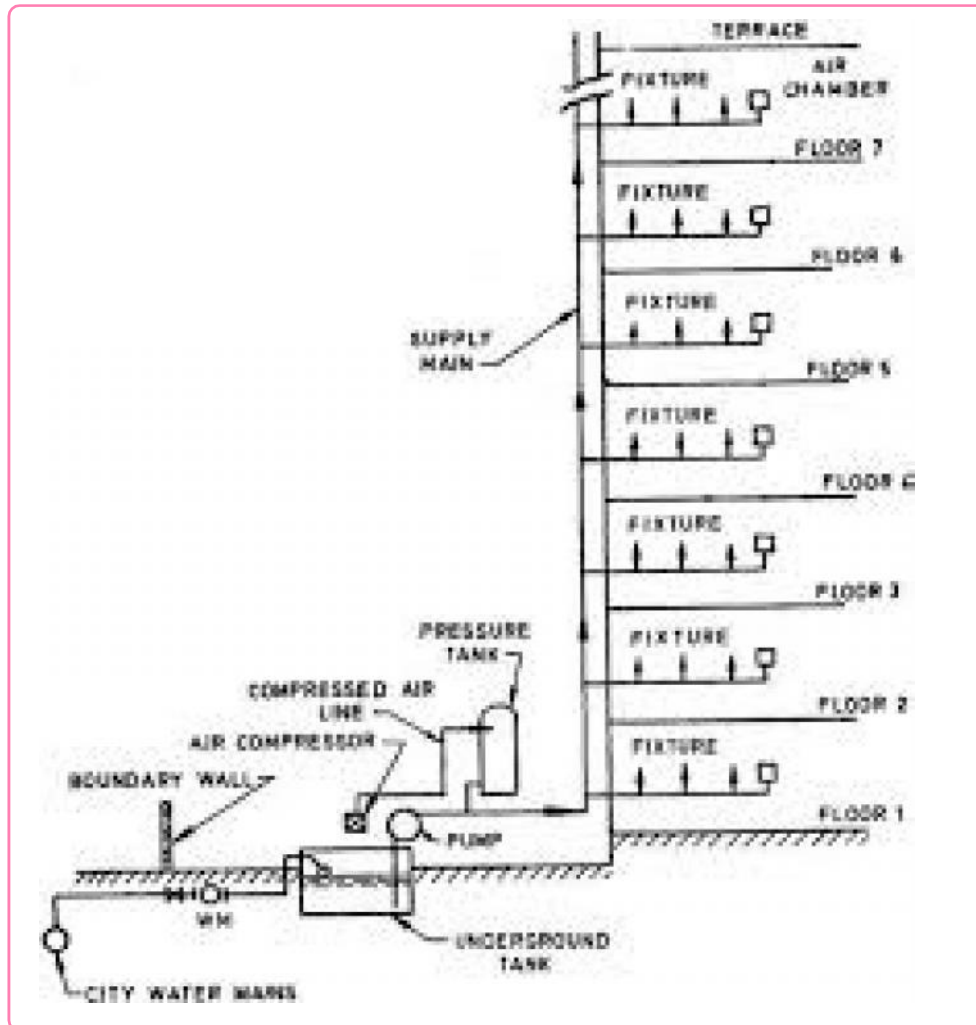 TERRACE
FIXTURE
AIR
CHAMBER
FLOOR 7
FIXTURE
FLOOR 6
FIXTURE
SUPPLY
MAIN
FLOOR 5
FIXTURE
FLOOR 6
FIXTURE
FLOOR 3
PRESSURE
TANK
FIXTURE
COMPRESSED AIR
LINE
FLOOR 2
AIR COMPRESSOR
FIXTURE
BOUNDARY WALL
FLOOR 1
PUMP
WM
UNDERGROUND
TANK
CITY WATER MAINS